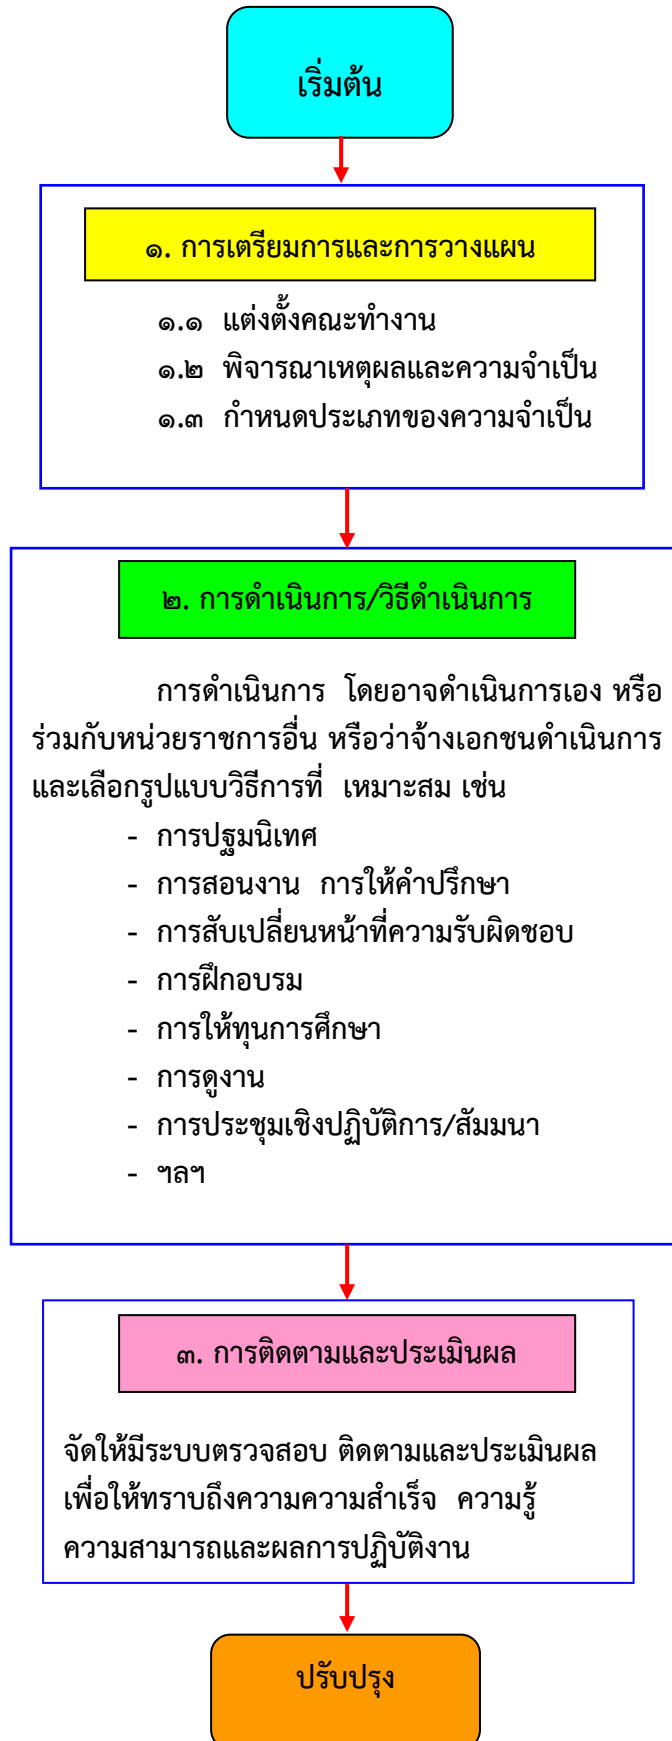 เริ่มต้น
๑. การเตรียมการและการวางแผน
๑.๑ แต่งตั้งคณะทำงาน
๑.๒ พิจารณาเหตุผลและความจำเป็น
๑.๓ กำหนดประเภทของความจำเป็น
๒. การดำเนินการ/วิธีดำเนินการ
การดำเนินการ โดยอาจดำเนินการเอง หรือ
ร่วมกับหน่วยราชการอื่น หรือว่าจ้างเอกชนดำเนินการ
และเลือกรูปแบบวิธีการที่ เหมาะสม เช่น
- การปฐมนิเทศ
- การสอนงาน การให้คำปรึกษา
- การสับเปลี่ยนหน้าที่ความรับผิดชอบ
- การฝึกอบรม
- การให้ทุนการศึกษา
- การดูงาน
- การประชุมเชิงปฏิบัติการ/สัมมนา
- ฯลฯ
๓. การติดตามและประเมินผล
จัดให้มีระบบตรวจสอบ ติดตามและประเมินผล
เพื่อให้ทราบถึงความความสำเร็จ ความรู้
ความสามารถและผลการปฏิบัติงาน
ปรับปรุง